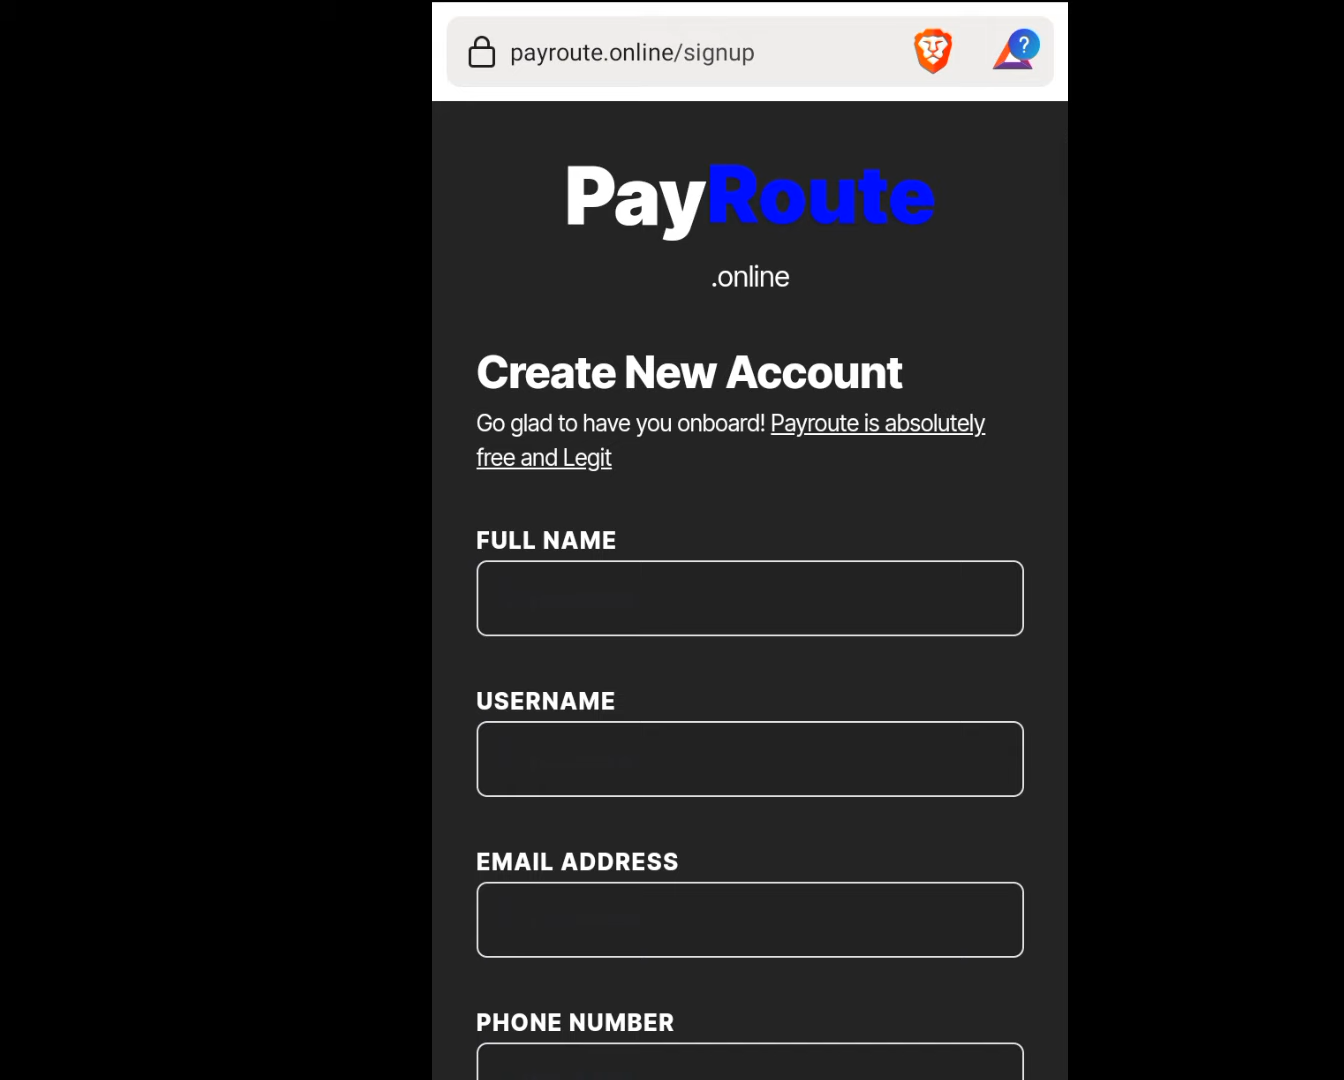 payroute.online/signup
?
PayRoute
.online
Create New Account
Go glad to have you onboard! Payroute is absolutely
free and Legit
FULL NAME
USERNAME
EMAIL ADDRESS
PHONE NUMBER